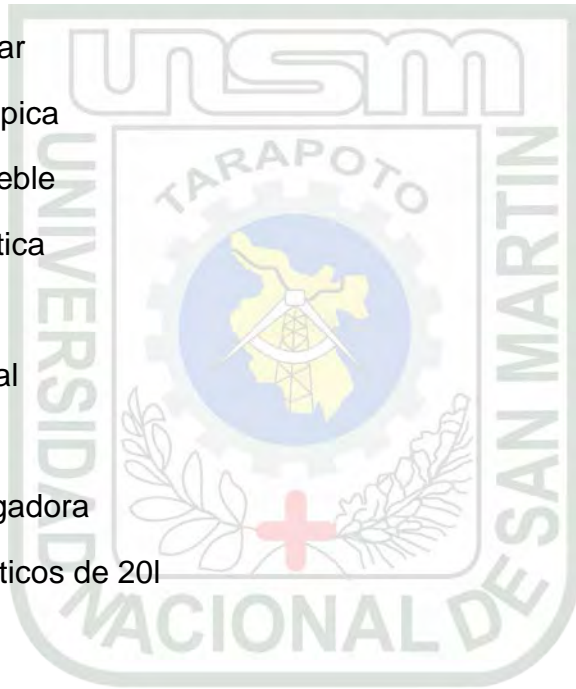 ar
pica
eble
tica
al
gadora
ticos de 20l
unsm
TARAPOTO
UNIVERSIDAD
NACIONAL DE
SAN MARTIN